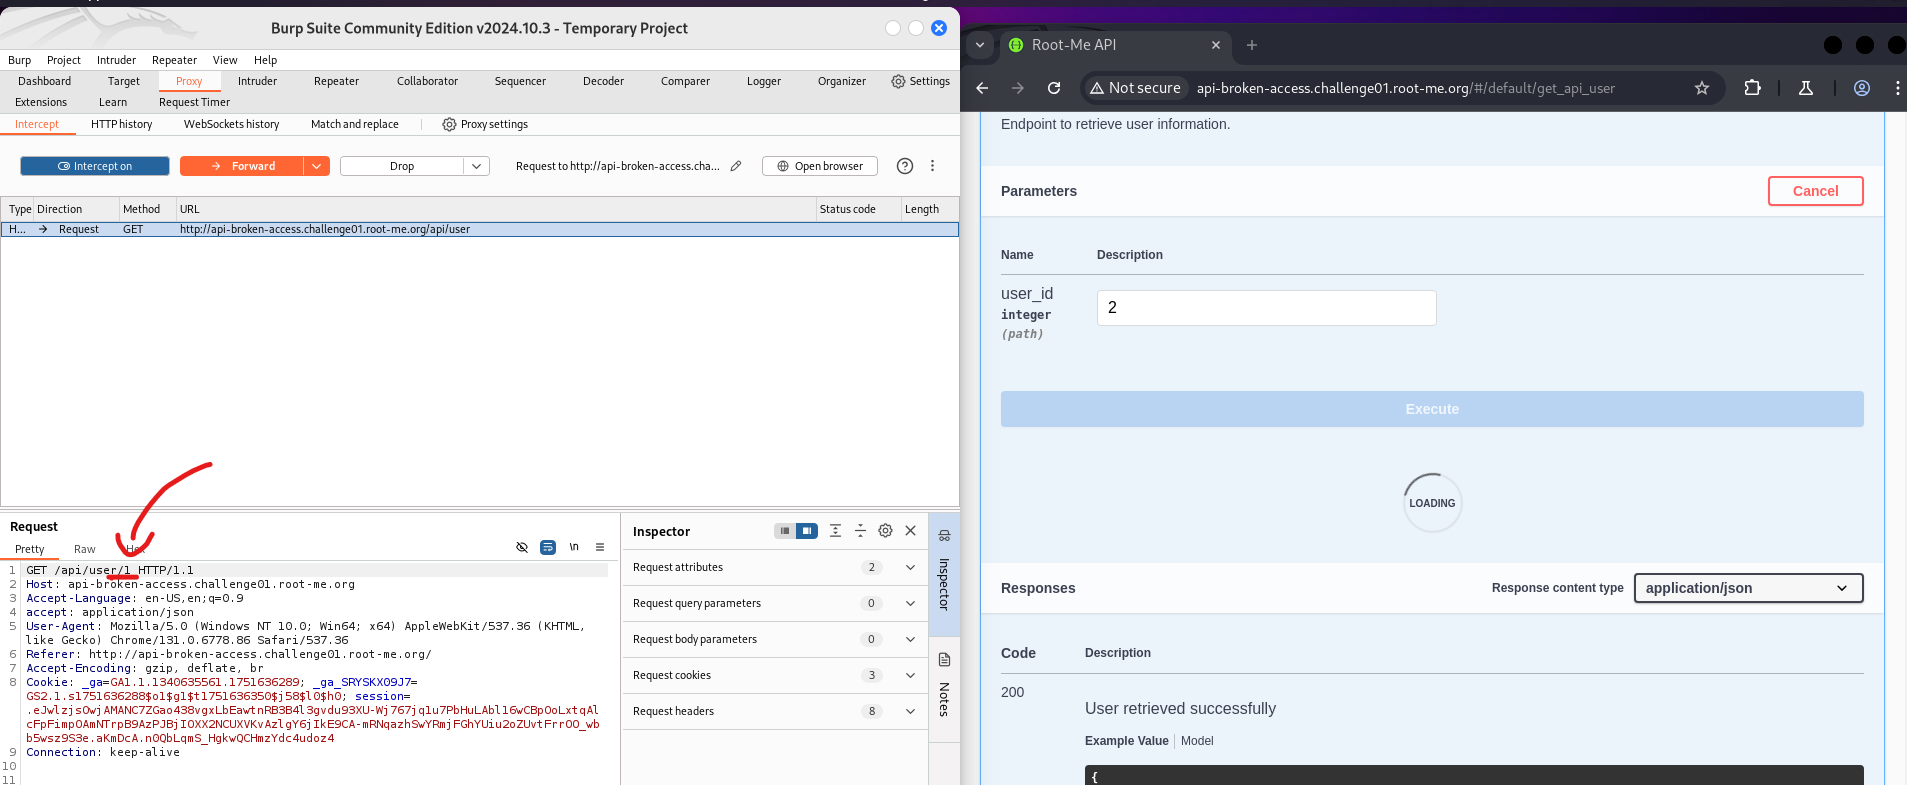 Burp Suite Community Edition v2024.10.3 - Temporary Project
Burp Project Intruder Repeater View Help
Dashboard Target Proxy Intruder Repeater Collaborator Sequencer Decoder Comparer Logger Organizer Settings
Extensions Learn Request Timer
Intercept HTTP history WebSockets history Match and replace Proxy settings
Intercept on Forward Drop Request to http://api-broken-access.cha... Open browser
Type Direction Method URL Status code Length
H... → Request GET http://api-broken-access.challenge01.root-me.org/api/user
Request
Pretty Raw Hex \n
1 GET /api/user/1 HTTP/1.1
2 Host: api-broken-access.challenge01.root-me.org
3 Accept-Language: en-US,en;q=0.9
4 accept: application/json
5 User-Agent: Mozilla/5.0 (Windows NT 10.0; Win64; x64) AppleWebKit/537.36 (KHTML,
like Gecko) Chrome/131.0.6778.86 Safari/537.36
6 Referer: http://api-broken-access.challenge01.root-me.org/
7 Accept-Encoding: gzip, deflate, br
8 Cookie: _ga=GA1.1.1340635561.1751636289; _ga_SRYSKX09J7=
GS2.1.s1751636288$o1$g1$t1751636350$j58$l0$h0; session=
9 Connection: keep-alive
10
11
Inspector
Request attributes 2
Request query parameters 0
Request body parameters 0
Request cookies 3
Request headers 8
Inspector
Notes
Root-Me API
Not secure api-broken-access.challenge01.root-me.org/#/default/get_api_user
Endpoint to retrieve user information.
Parameters Cancel
Name Description
user_id 2
integer
(path)
Execute
LOADING
Responses Response content type application/json
Code Description
200
User retrieved successfully
Example Value Model
{